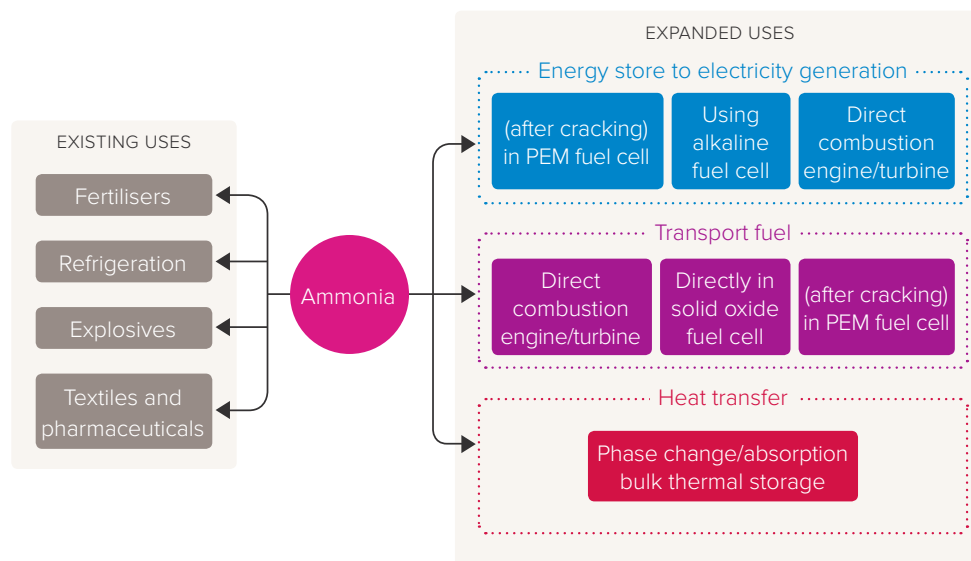 EXISTING USES
Fertilisers
Refrigeration
Explosives
Textiles and
pharmaceuticals
Ammonia
EXPANDED USES
Energy store to electricity generation
(after cracking)
in PEM fuel cell
Using
alkaline
fuel cell
Direct
combustion
engine/turbine
Transport fuel
Direct
combustion
engine/turbine
Directly in
solid oxide
fuel cell
(after cracking)
in PEM fuel cell
Heat transfer
Phase change/absorption
bulk thermal storage